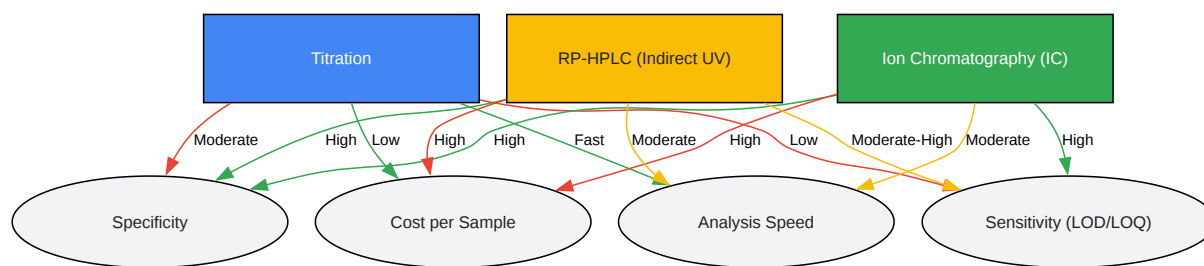 Titration
RP-HPLC (Indirect UV)
Ion Chromatography (IC)
Moderate
High
Low
High
High
Fast
Moderate
High
Low
Moderate-High
Moderate
High
Specificity
Cost per Sample
Analysis Speed
Sensitivity (LOD/LOQ)